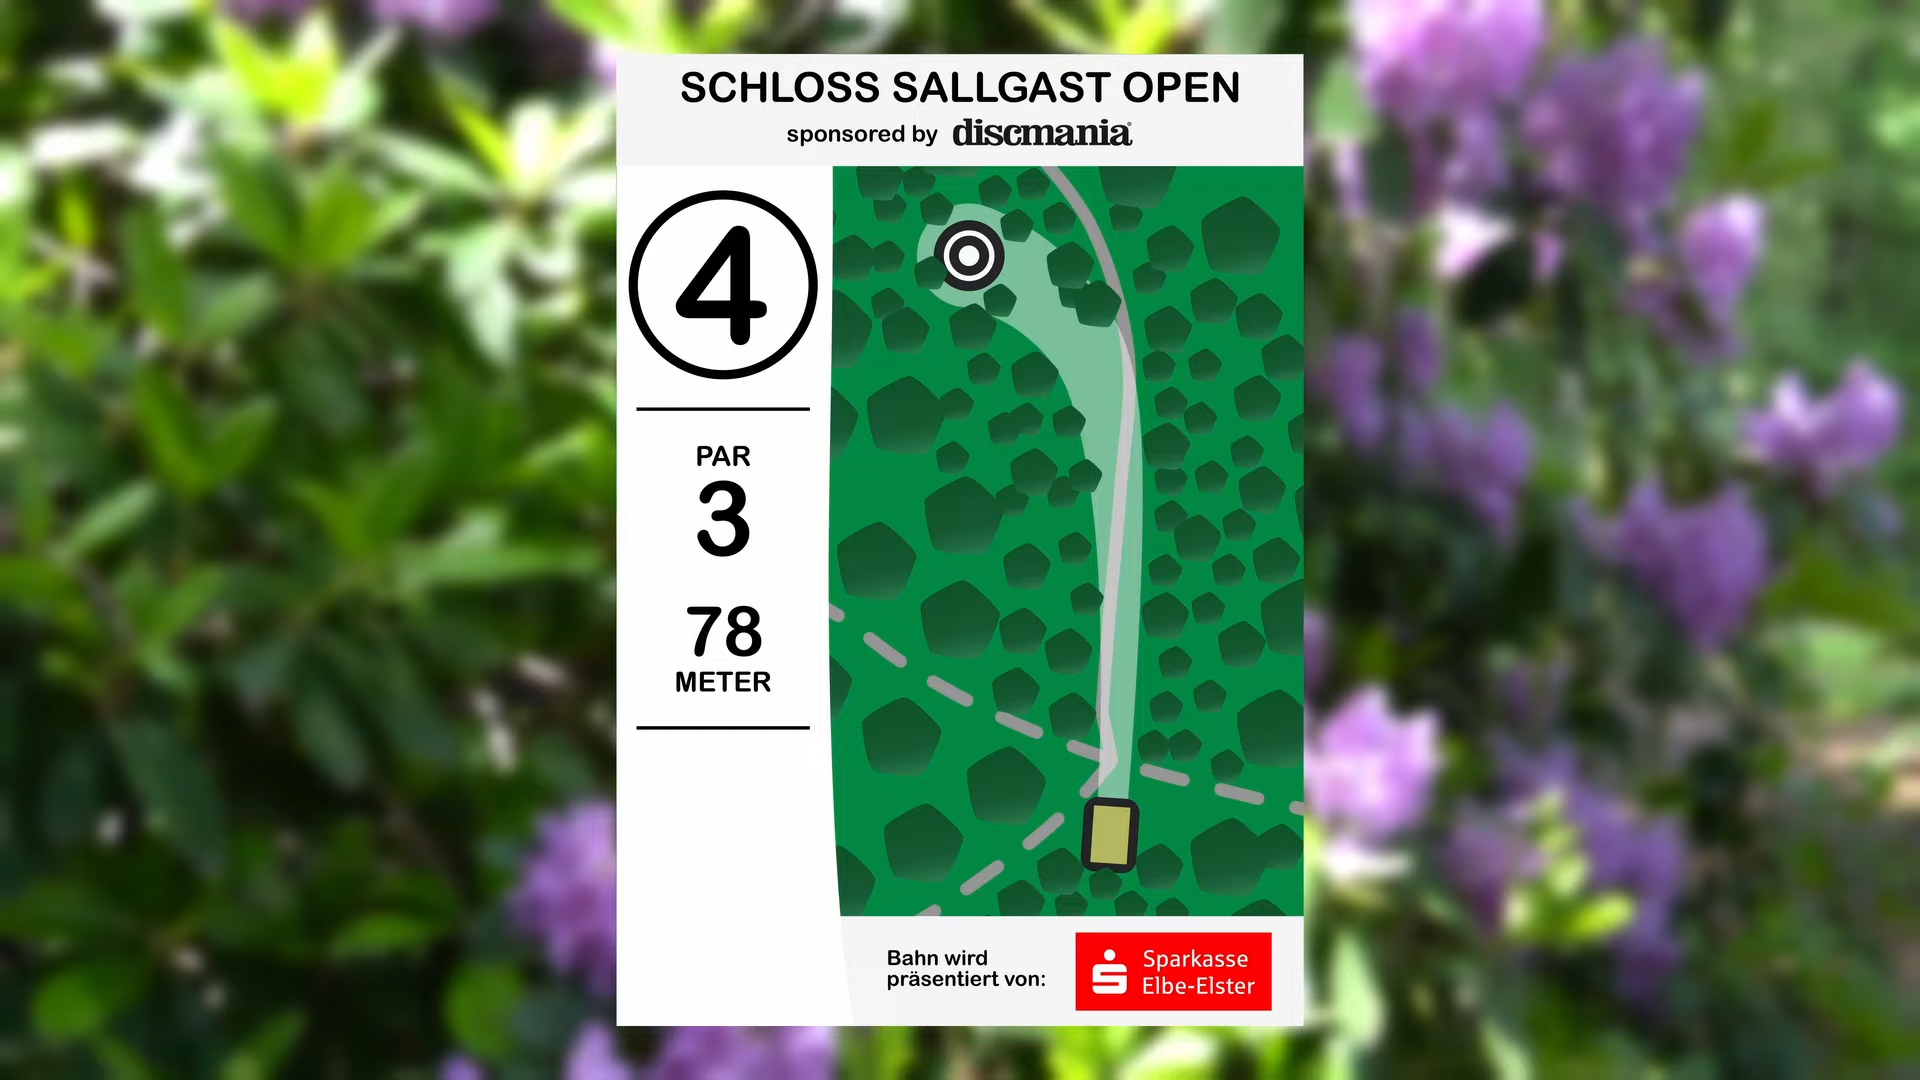 SCHLOSS SALLGAST OPEN
sponsored by discmania
4
PAR
3
78
METER
Bahn wird
präsentiert von:
Sparkasse
Elbe-Elster